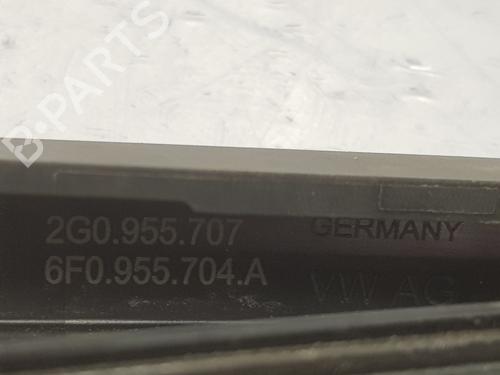 B-PARTS
2G0.955.707 GERMANY
6F0.955.704.A VW AG